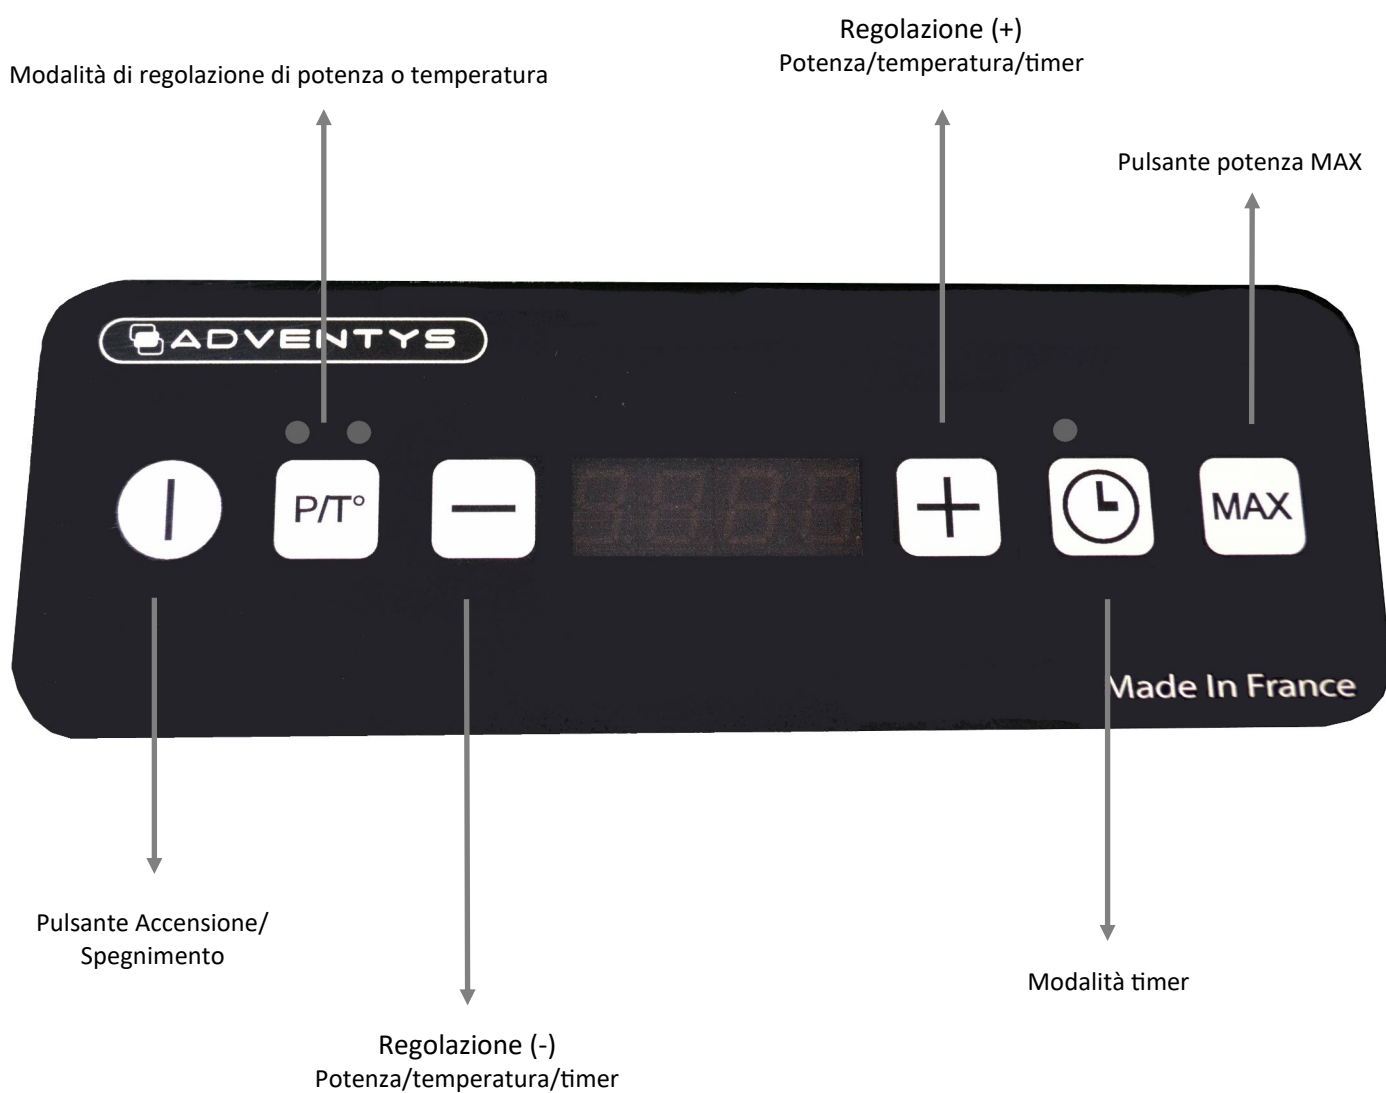 Regolazione (+)
Potenza/temperatura/timer
Modalità di regolazione di potenza o temperatura
Pulsante potenza MAX
ADVENTYS
P/T°
MAX
Made In France
Pulsante Accensione/
Spegnimento
Modalità timer
Regolazione (-)
Potenza/temperatura/timer